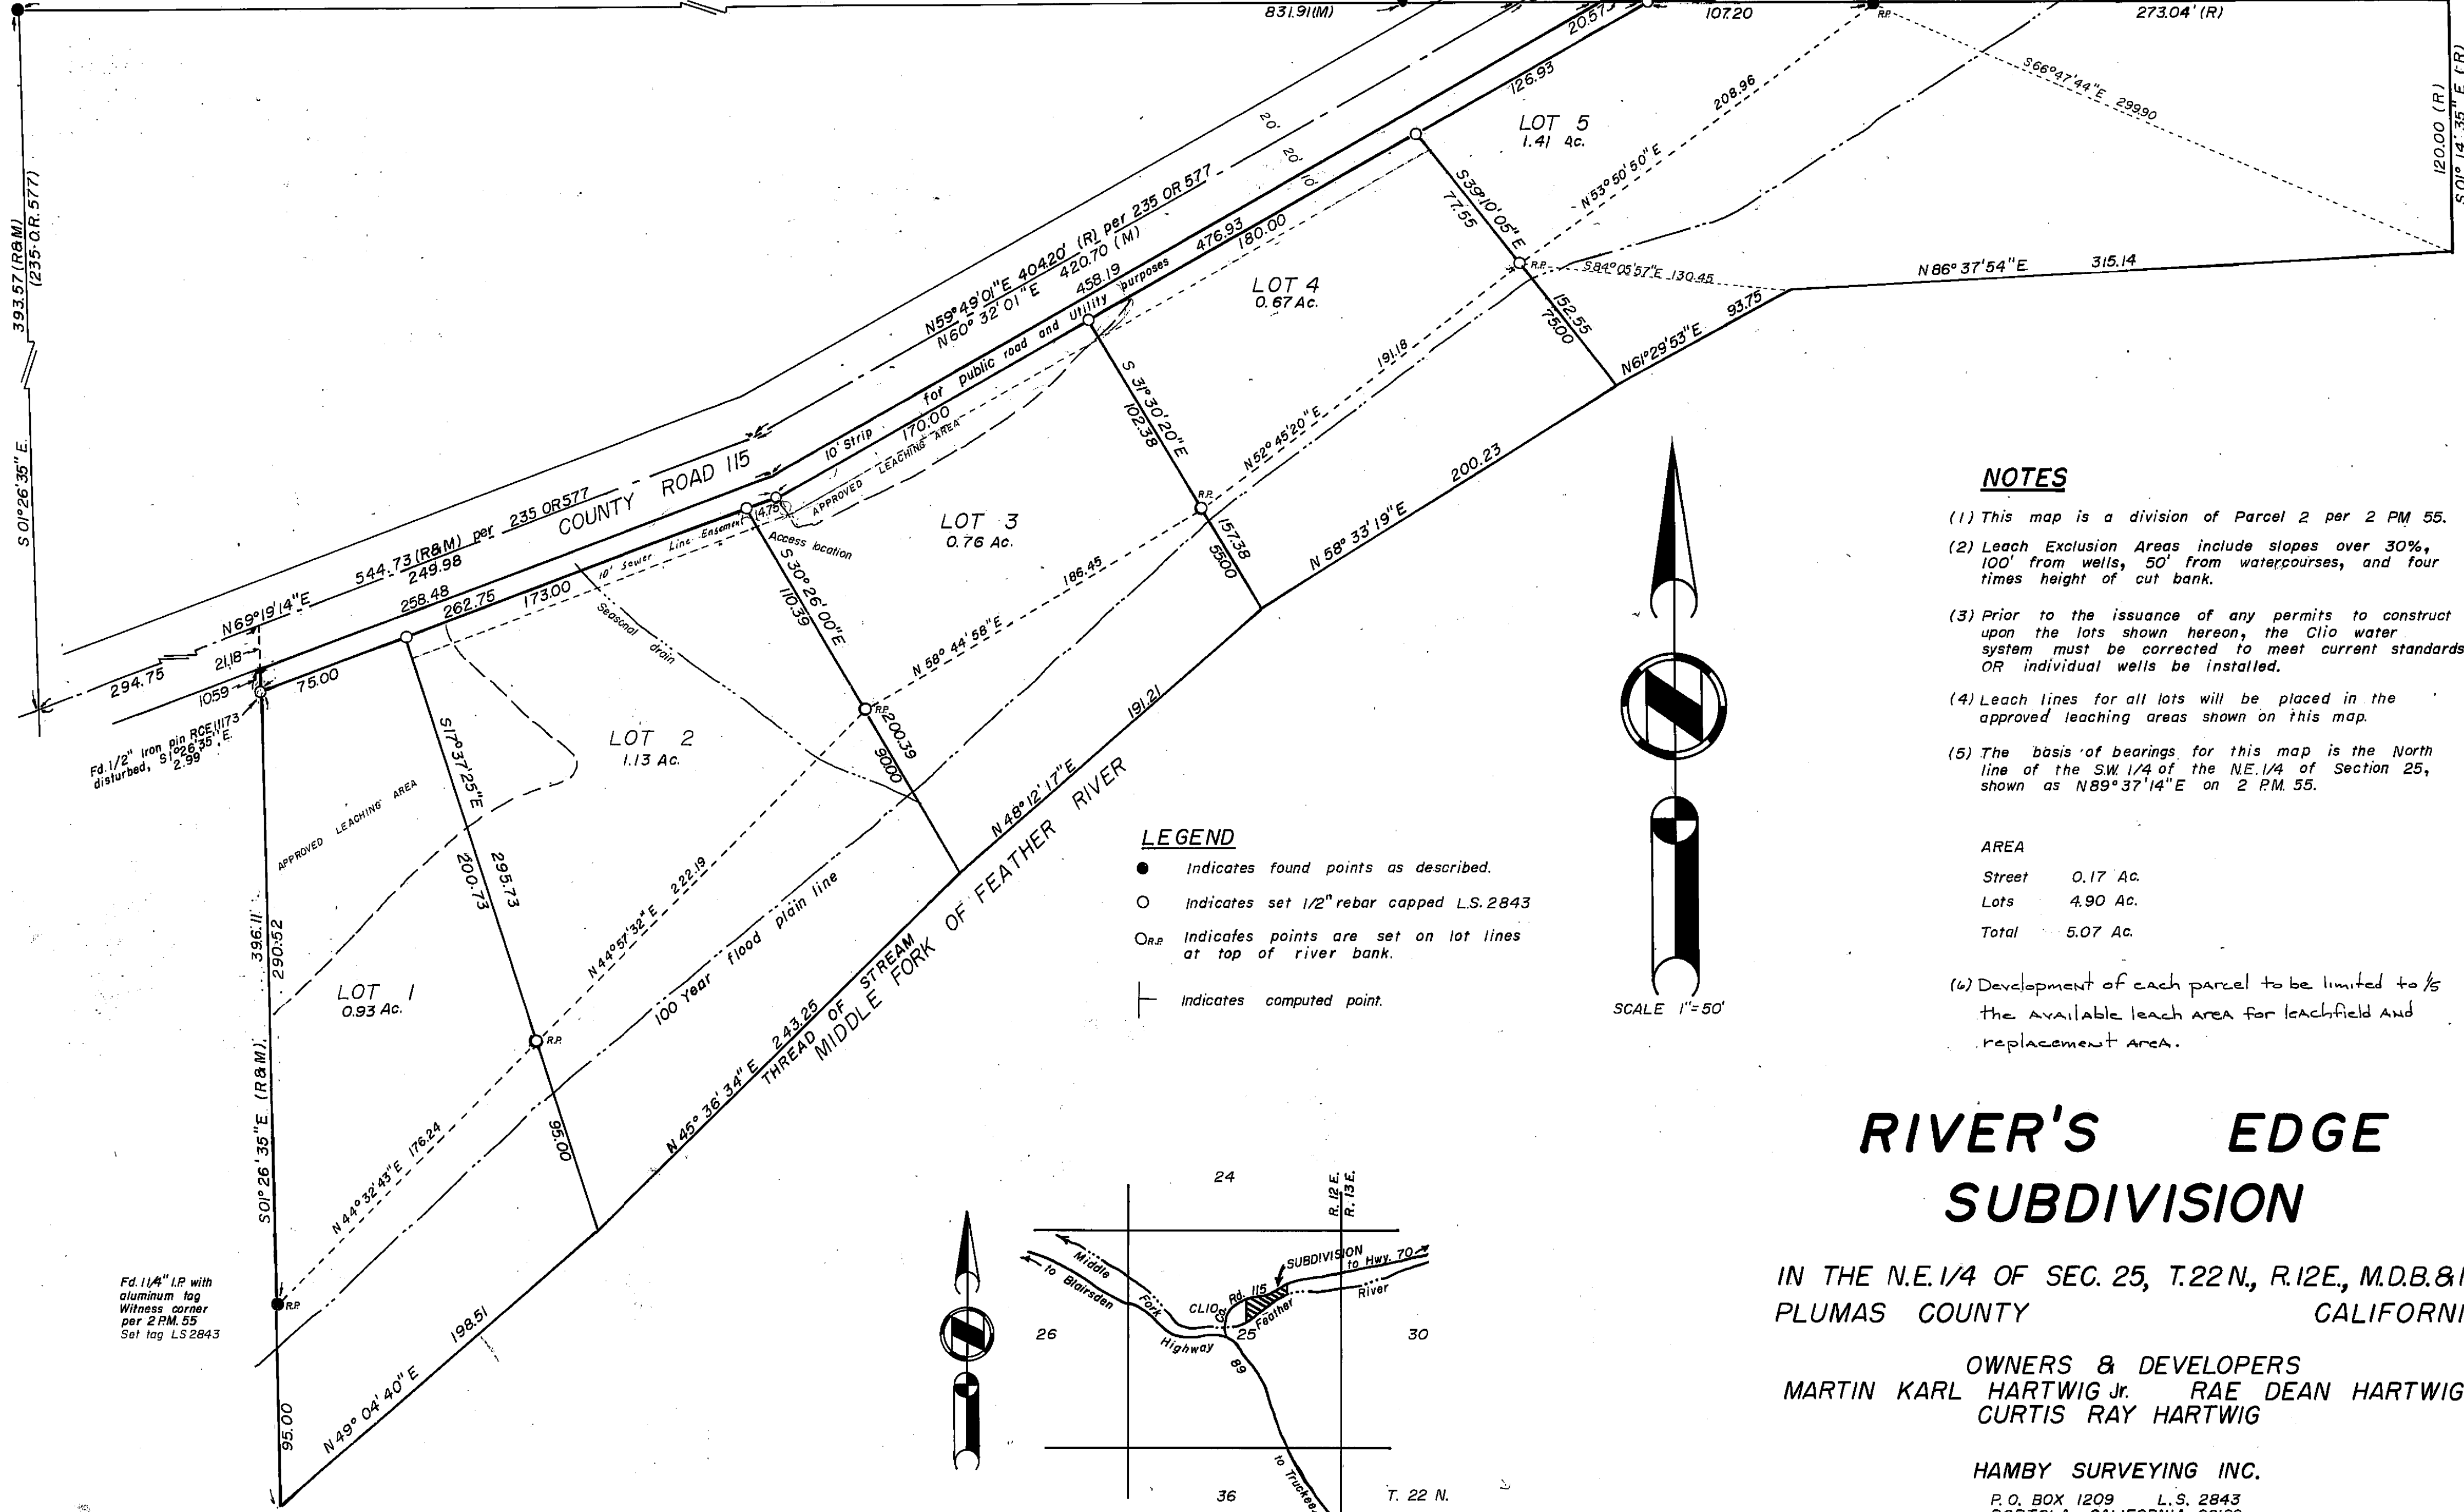 831.91(M)
107.20
R.P.
273.04' (R)
20.57
126.93
208.96
S66°47'44"E 299.90
120.00 (R)
S 01° 14' 35" E (R)
LOT 5
1.41 Ac.
20'
20'
10'
N53°50'50"E
S39°10'05"E
77.55
R.P.
S84°05'57"E 130.45
N 86° 37' 54" E 315.14
393.57 (R&M)
(235-O.R. 577)
S 01° 26' 35" E.
N59°49'01"E 404.20' (R) per 235 OR 577
N60° 32' 01" E 420.70 (M)
476.93
458.19
180.00
10' Strip for public road and Utility purposes
170.00
LOT 4
0.67 Ac.
152.55
75.00
93.75
N61°29'53"E
191.18
S 31°30'20"E
102.38
N52°45'20"E
200.23
N 58° 33' 19" E
R.P.
157.38
55.00
APPROVED LEACHING AREA
LOT 3
0.76 Ac.
14.75
Access location
COUNTY ROAD 115
544.73 (R&M) per 235 OR 577
249.98
N69°19'14"E
258.48
262.75
173.00
10' Sewer Line Easement
Seasonal drain
S 30° 26' 00"E
110.39
186.45
N 58° 44' 58"E
R.P.
200.39
90.00
191.21
N 48° 12' 17" E
294.75
21.18
10.59
75.00
Fd. 1/2" Iron pin RCE 11173
disturbed, S1°26'35"E.
2.99'
S17°37'25"E
LOT 2
1.13 Ac.
APPROVED LEACHING AREA
295.73
200.73
222.19
N44°57'32"E
100 Year flood plain line
396.11
290.52
S01° 26' 35" E (R&M)
LOT 1
0.93 Ac.
R.P.
95.00
N 45° 36' 34" E 243.25
THREAD OF STREAM
MIDDLE FORK OF FEATHER RIVER
N 44° 32' 43" E 176.24
R.P.
Fd. 1 1/4" I.P. with
aluminum tag
Witness corner
per 2 P.M. 55
Set tag LS 2843
95.00
N 49° 04' 40" E
198.51
LEGEND
Indicates found points as described.
Indicates set 1/2" rebar capped L.S. 2843
R.P. Indicates points are set on lot lines
at top of river bank.
Indicates computed point.
SCALE 1"=50'
NOTES
(1) This map is a division of Parcel 2 per 2 PM 55.
(2) Leach Exclusion Areas include slopes over 30%,
100' from wells, 50' from watercourses, and four
times height of cut bank.
(3) Prior to the issuance of any permits to construct
upon the lots shown hereon, the Clio water
system must be corrected to meet current standards
OR individual wells be installed.
(4) Leach lines for all lots will be placed in the
approved leaching areas shown on this map.
(5) The basis of bearings for this map is the North
line of the S.W. 1/4 of the N.E. 1/4 of Section 25,
shown as N89°37'14"E on 2 P.M. 55.
AREA
Street 0.17 Ac.
Lots 4.90 Ac.
Total 5.07 Ac.
(6) Development of each parcel to be limited to 1/5
the available leach area for leachfield and
replacement area.
24
R. 12 E.
R. 13 E.
Middle Fork
to Blairsden
SUBDIVISION
to Hwy. 70
CLIO
Co. Rd. 115
Feather River
26
25
30
Highway 89
to Truckee
36
T. 22 N.
RIVER'S EDGE
SUBDIVISION
IN THE N.E. 1/4 OF SEC. 25, T.22 N., R.12E., M.D.B.&
PLUMAS COUNTY CALIFORNI
OWNERS & DEVELOPERS
MARTIN KARL HARTWIG Jr. RAE DEAN HARTWIG
CURTIS RAY HARTWIG
HAMBY SURVEYING INC.
P.O. BOX 1209 L.S. 2843